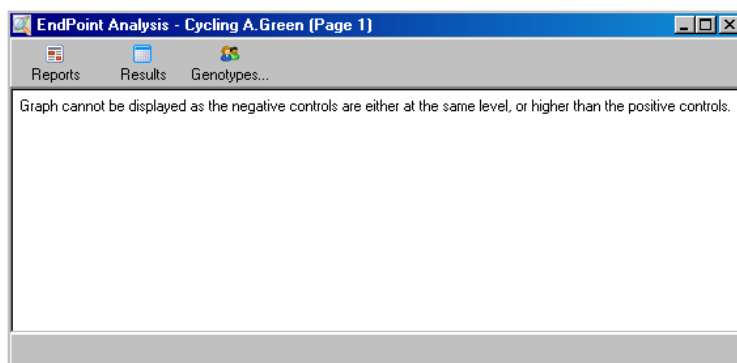 EndPoint Analysis - Cycling A.Green (Page 1)
Reports Results Genotypes...
Graph cannot be displayed as the negative controls are either at the same level, or higher than the positive controls.